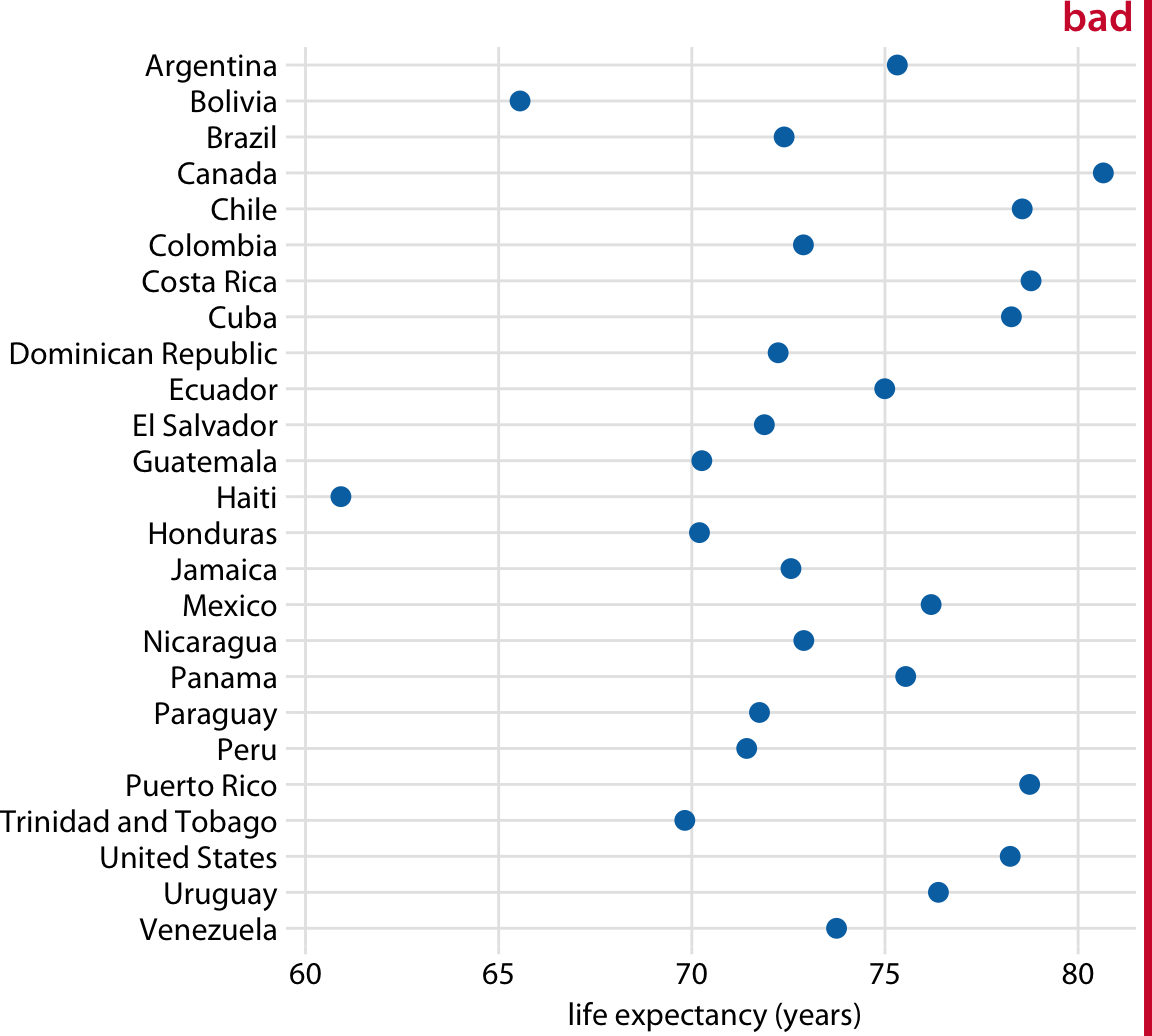 bad
Argentina
Bolivia
Brazil
Canada
Chile
Colombia
Costa Rica
Cuba
Dominican Republic
Ecuador
El Salvador
Guatemala
Haiti
Honduras
Jamaica
Mexico
Nicaragua
Panama
Paraguay
Peru
Puerto Rico
Trinidad and Tobago
United States
Uruguay
Venezuela
60 65 70 75 80
life expectancy (years)